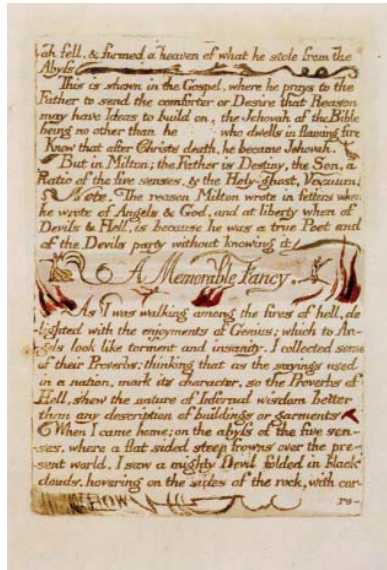 ah fell, & formed a heaven of what he stole from the
Abyss
This is shewn in the Gospel, where he prays to the
Father to send the comforter or Desire that Reason
may have Ideas to build on, the Jehovah of the Bible
being no other than he who dwells in flaming fire
Know that after Christs death, he became Jehovah.
But in Milton; the Father is Destiny, the Son, a
Ratio of the five senses, & the Holy-ghost, Vacuum!
Note. The reason Milton wrote in fetters when
he wrote of Angels & God, and at liberty when of
Devils & Hell, is because he was a true Poet and
of the Devils party without knowing it
A Memorable Fancy.
As I was walking among the fires of hell, de
lighted with the enjoyments of Genius; which to An-
gels look like torment and insanity. I collected some
of their Proverbs: thinking that as the sayings used
in a nation, mark its character, so the Proverbs of
Hell, shew the nature of Infernal wisdom better
than any description of buildings or garments
When I came home; on the abyss of the five sen-
ses, where a flat sided steep frowns over the pre-
sent world. I saw a mighty Devil folded in black
clouds, hovering on the sides of the rock, with cor-
ro-